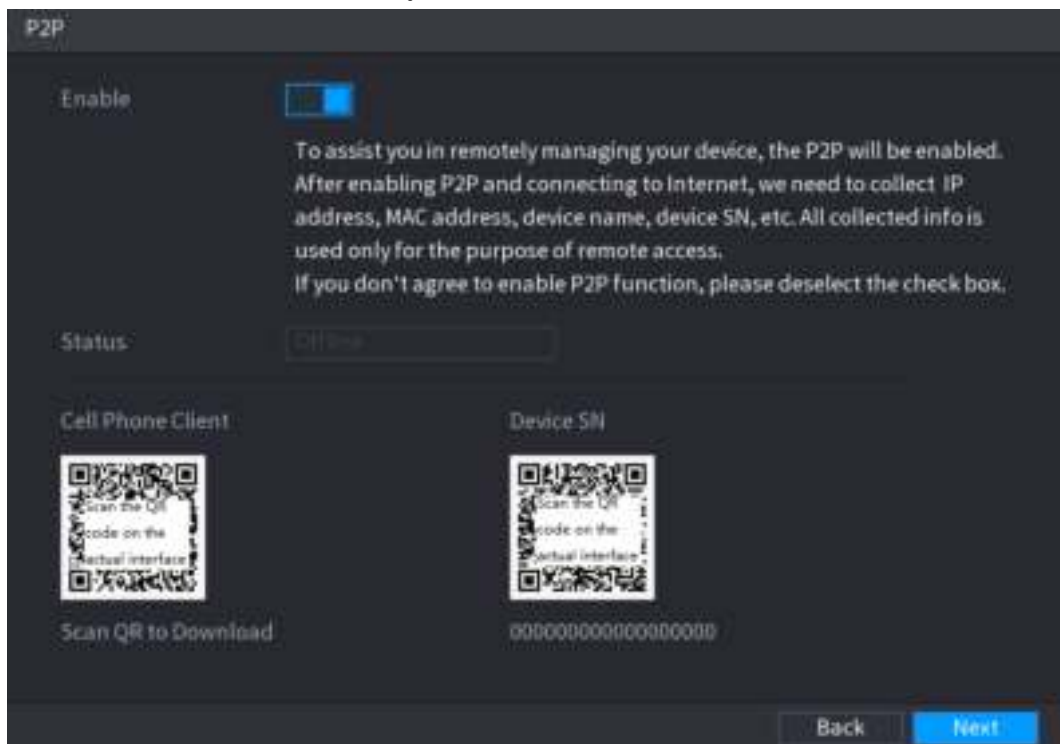 P2P
Enable
To assist you in remotely managing your device, the P2P will be enabled.
After enabling P2P and connecting to Internet, we need to collect IP
address, MAC address, device name, device SN, etc. All collected info is
used only for the purpose of remote access.
If you don't agree to enable P2P function, please deselect the check box.
Status
Offline
Cell Phone Client
Device SN
Scan the QR
code on the
actual interface
Scan the QR
code on the
actual interface
Scan QR to Download
000000000000000000
Back
Next